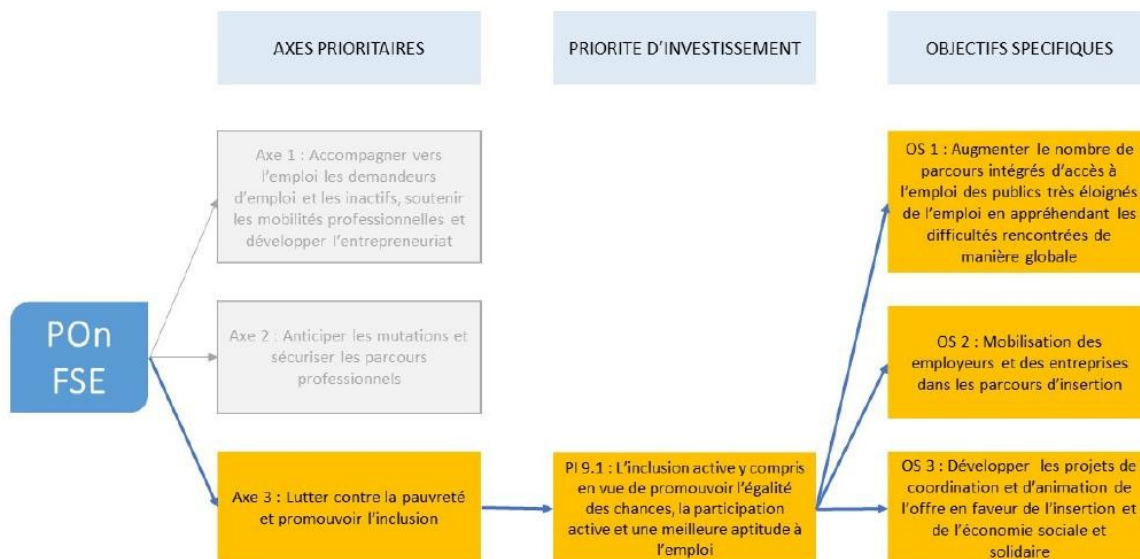 AXES PRIORITAIRES
PRIORITE D'INVESTISSEMENT
OBJECTIFS SPECIFIQUES
Axe 1 : Accompagner vers
l'emploi les demandeurs
d'emploi et les inactifs, soutenir
les mobilités professionnelles et
développer l'entrepreneuriat
OS 1 : Augmenter le nombre de
parcours intégrés d'accès à
l'emploi des publics très éloignés
de l'emploi en appréhendant les
difficultés rencontrées de
manière globale
POn
FSE
Axe 2 : Anticiper les mutations et
sécuriser les parcours
professionnels
OS 2 : Mobilisation des
employeurs et des entreprises
dans les parcours d'insertion
Axe 3 : Lutter contre la pauvreté
et promouvoir l'inclusion
PI 9.1 : L'inclusion active y compris
en vue de promouvoir l'égalité
des chances, la participation
active et une meilleure aptitude à
l'emploi
OS 3 : Développer les projets de
coordination et d'animation de
l'offre en faveur de l'insertion et
de l'économie sociale et
solidaire